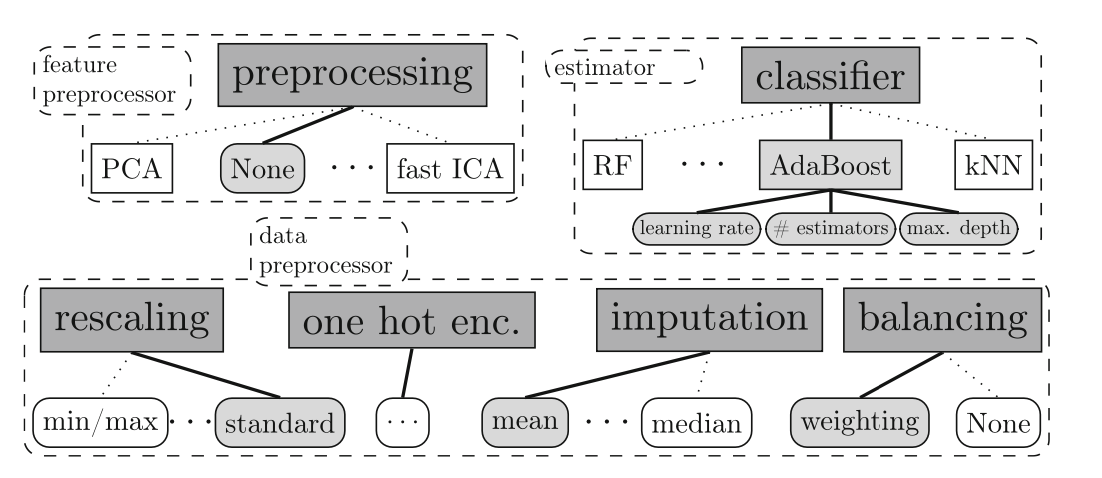 feature
preprocessor
preprocessing
PCA
None
···
fast ICA
estimator
classifier
RF
···
AdaBoost
kNN
learning rate
# estimators
max. depth
data
preprocessor
rescaling
one hot enc.
imputation
balancing
min/max
···
standard
···
mean
···
median
weighting
None